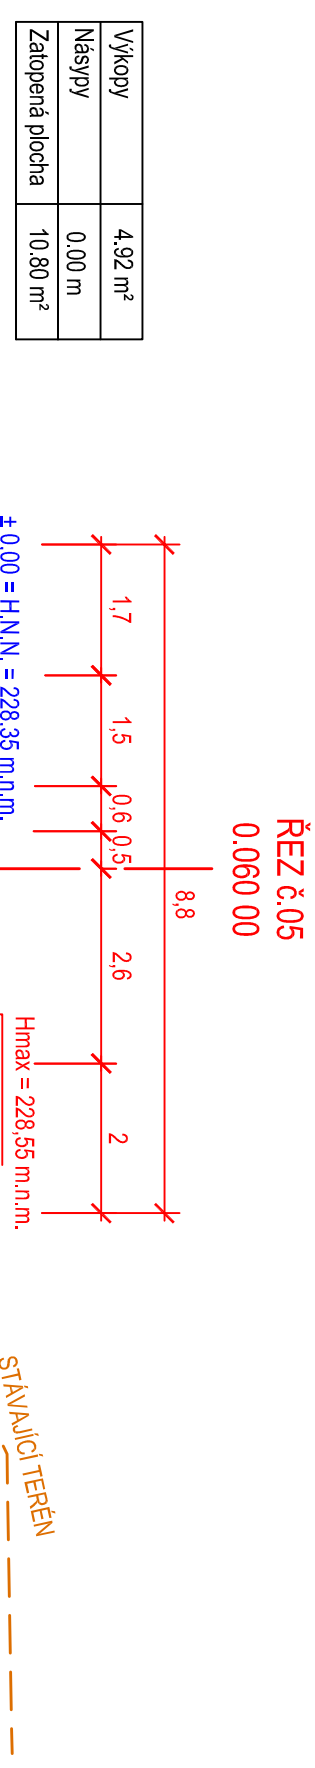 ŘEZ č.05
0.060 00
Výkopy 4.92 m²
Násypy 0.00 m
Zatopená plocha 10.80 m²
8,8
1,7 1,5 0,6 0,5 2,6 2
± 0.00 = H.N.N. = 228.35 m.n.m.
Hmax = 228,55 m.n.m.
STÁVAJÍCÍ TERÉN